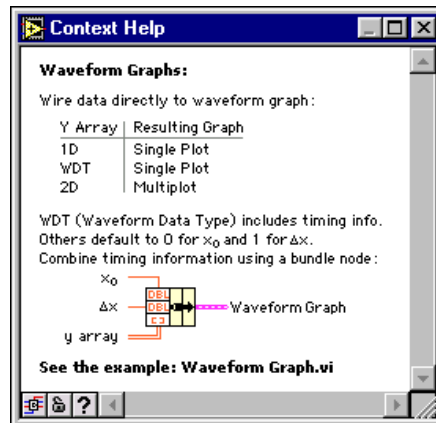 Context Help
Waveform Graphs:
Wire data directly to waveform graph:
Y Array Resulting Graph
1D Single Plot
WDT Single Plot
2D Multiplot
WDT (Waveform Data Type) includes timing info.
Others default to 0 for x₀ and 1 for Δx.
Combine timing information using a bundle node:
x₀
DBL
Δx DBL Waveform Graph
[ ]
y array
See the example: Waveform Graph.vi
?